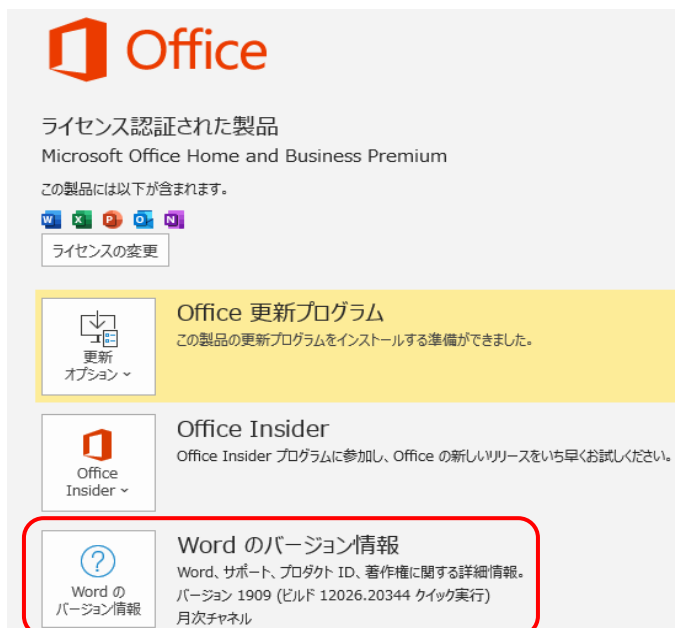 Office
ライセンス認証された製品
Microsoft Office Home and Business Premium
この製品には以下が含まれます。
ライセンスの変更
Office 更新プログラム
この製品の更新プログラムをインストールする準備ができました。
更新
オプション
Office Insider
Office Insider プログラムに参加し、Office の新しいリリースをいち早くお試しください。
Office
Insider
Word のバージョン情報
Word、サポート、プロダクト ID、著作権に関する詳細情報。
バージョン 1909 (ビルド 12026.20344 クイック実行)
月次チャネル
Word の
バージョン情報